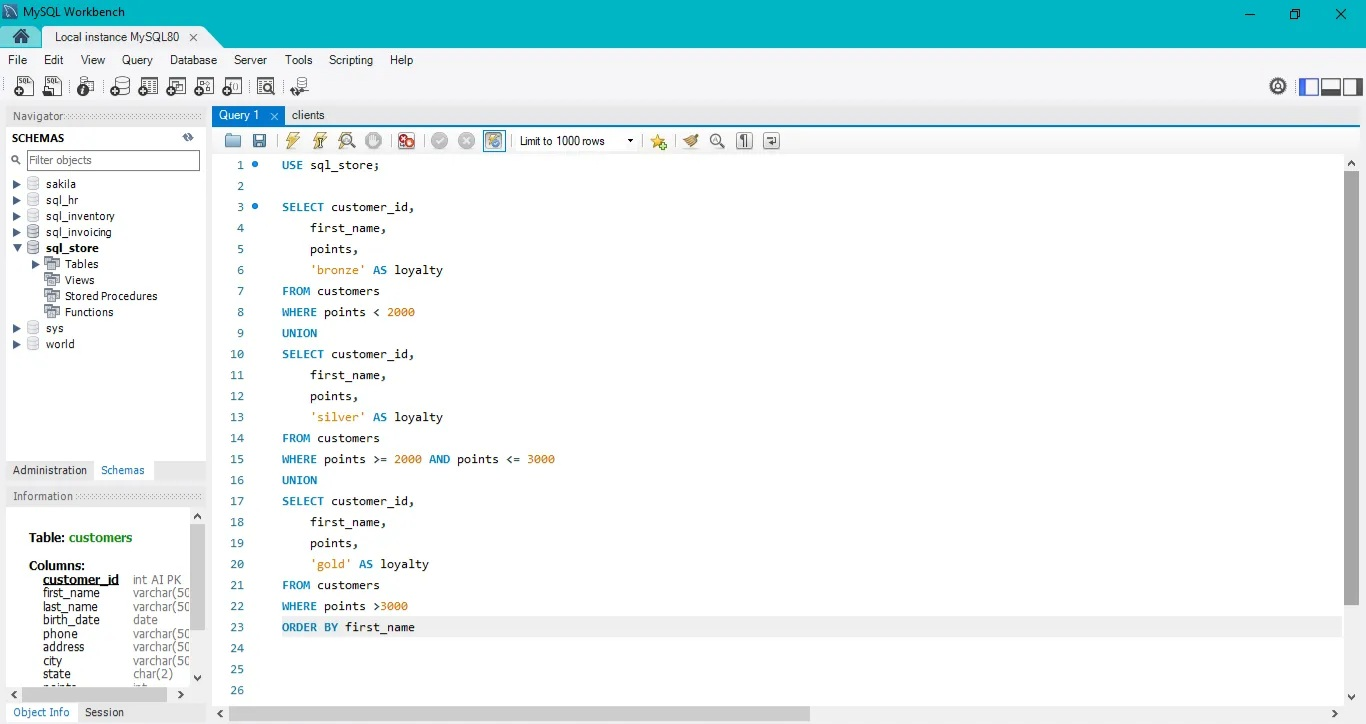 MySQL Workbench
Local instance MySQL80
File Edit View Query Database Server Tools Scripting Help
Navigator
SCHEMAS
Filter objects
sakila
sql_hr
sql_inventory
sql_invoicing
sql_store
Tables
Views
Stored Procedures
Functions
sys
world
Administration Schemas
Information
Table: customers
Columns:
customer_id int AI PK
first_name varchar(50
last_name varchar(50
birth_date date
phone varchar(50
address varchar(50
city varchar(50
state char(2)
Object Info Session
Query 1 clients
Limit to 1000 rows
1 USE sql_store;
2
3 SELECT customer_id,
4 first_name,
5 points,
6 'bronze' AS loyalty
7 FROM customers
8 WHERE points < 2000
9 UNION
10 SELECT customer_id,
11 first_name,
12 points,
13 'silver' AS loyalty
14 FROM customers
15 WHERE points >= 2000 AND points <= 3000
16 UNION
17 SELECT customer_id,
18 first_name,
19 points,
20 'gold' AS loyalty
21 FROM customers
22 WHERE points >3000
23 ORDER BY first_name
24
25
26